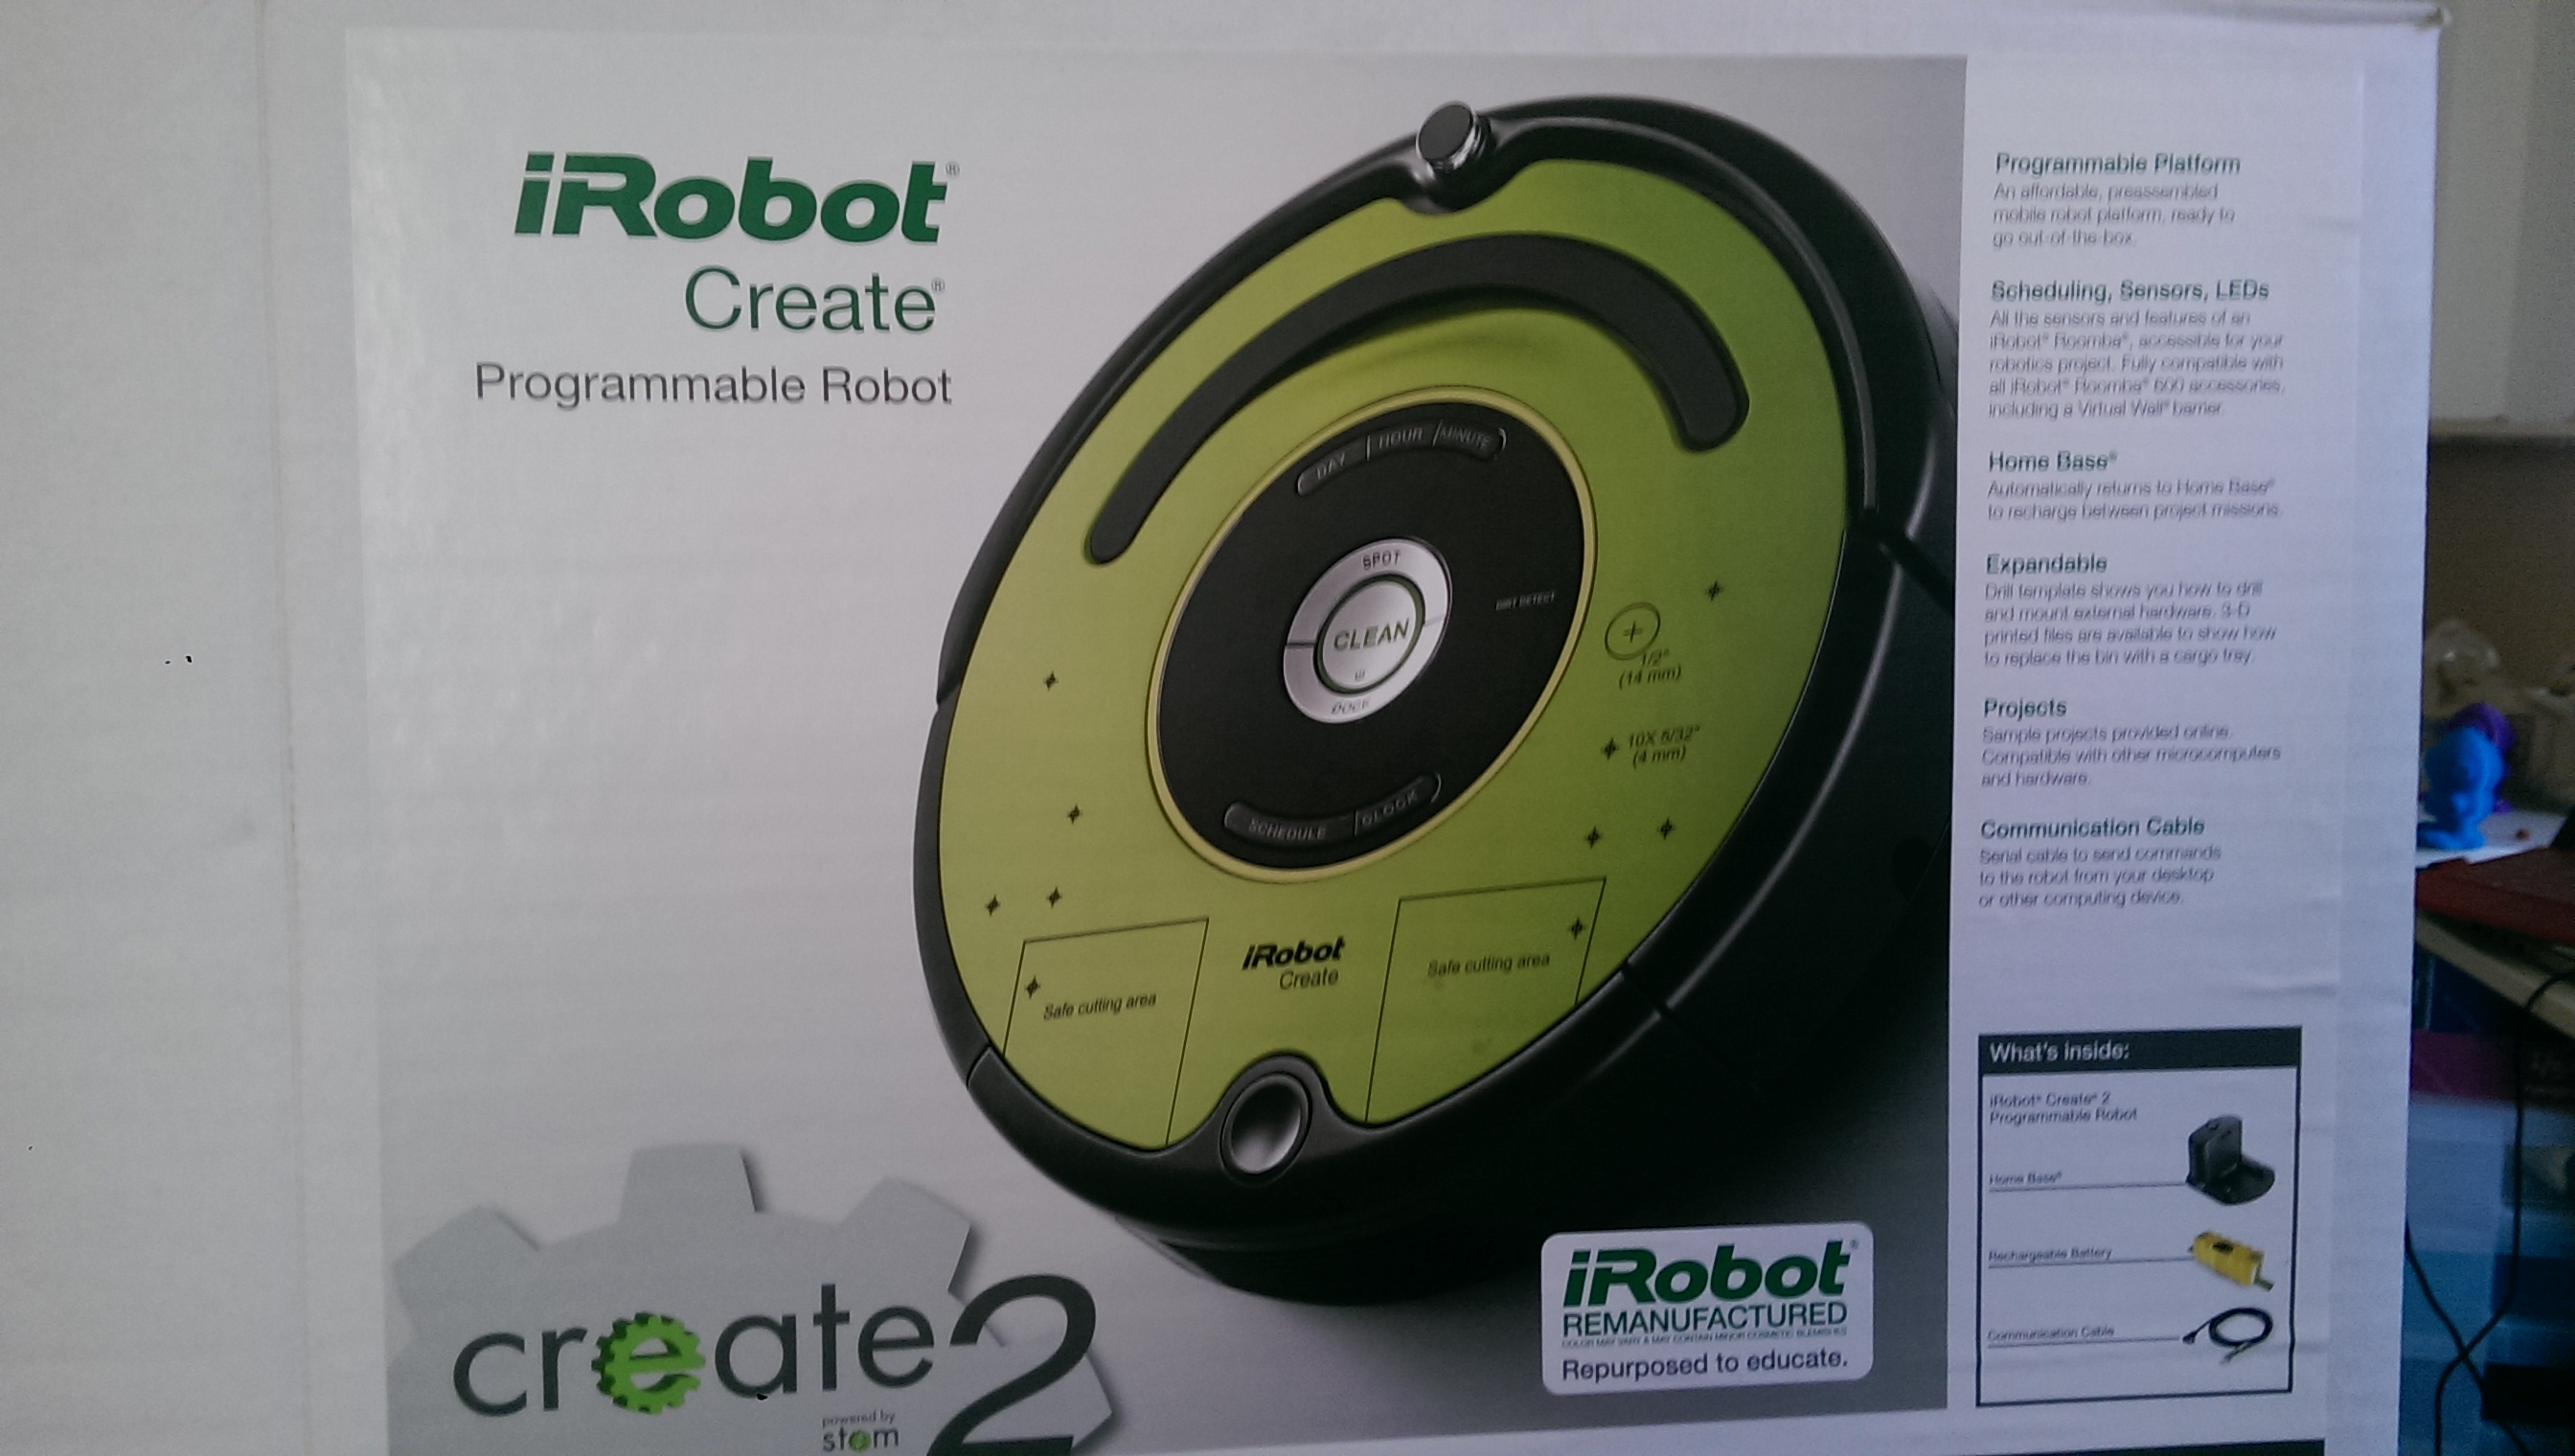 iRobot®
Create®
Programmable Robot
DAY HOUR MINUTE
SPOT
CLEAN
DOCK
DIRT DETECT
SCHEDULE CLOCK
1/2"
(14 mm)
10X 5/32"
(4 mm)
Safe cutting area
iRobot
Create
Safe cutting area
create 2
powered by
stem
iRobot®
REMANUFACTURED
COLOR MAY VARY & MAY CONTAIN MINOR COSMETIC BLEMISHES
Repurposed to educate.
Programmable Platform
An affordable, preassembled
mobile robot platform, ready to
go out-of-the-box.
Scheduling, Sensors, LEDs
All the sensors and features of an
iRobot® Roomba®, accessible for your
robotics project. Fully compatible with
all iRobot® Roomba® 600 accessories,
including a Virtual Wall® barrier.
Home Base®
Automatically returns to Home Base®
to recharge between project missions.
Expandable
Drill template shows you how to drill
and mount external hardware. 3-D
printed files are available to show how
to replace the bin with a cargo tray.
Projects
Sample projects provided online.
Compatible with other microcomputers
and hardware.
Communication Cable
Serial cable to send commands
to the robot from your desktop
or other computing device.
What's inside:
iRobot® Create® 2
Programmable Robot
Home Base®
Rechargeable Battery
Communication Cable